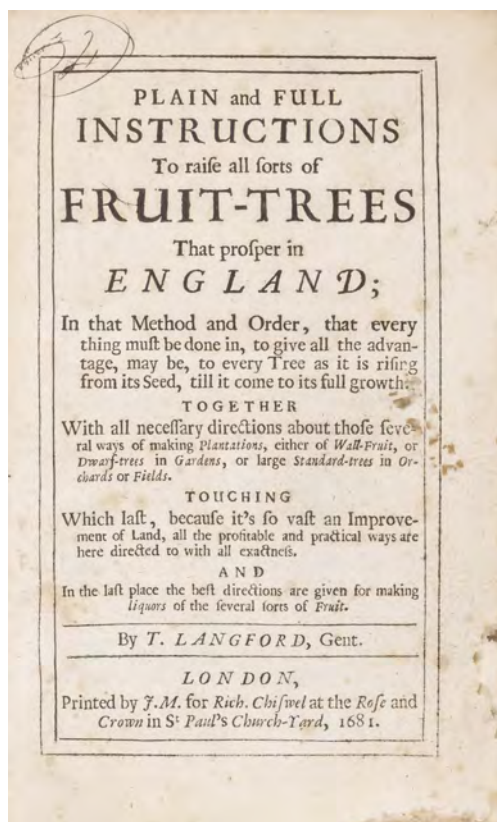 PLAIN and FULL
INSTRUCTIONS
To raiſe all ſorts of
FRUIT-TREES
That proſper in
ENGLAND;
In that Method and Order, that every
thing muſt be done in, to give all the advan-
tage, may be, to every Tree as it is riſing
from its Seed, till it come to its full growth.
TOGETHER
With all neceſſary directions about thoſe ſeve-
ral ways of making Plantations, either of Wall-Fruit, or
Dwarf-trees in Gardens, or large Standard-trees in Or-
chards or Fields.
TOUCHING
Which laſt, becauſe it's ſo vaſt an Improve-
ment of Land, all the profitable and practical ways are
here directed to with all exactneſs.
AND
In the laſt place the beſt directions are given for making
liquors of the ſeveral ſorts of Fruit.
By T. LANGFORD, Gent.
LONDON,
Printed by J.M. for Rich. Chiſwel at the Roſe and
Crown in St Paul's Church-Yard, 1681.